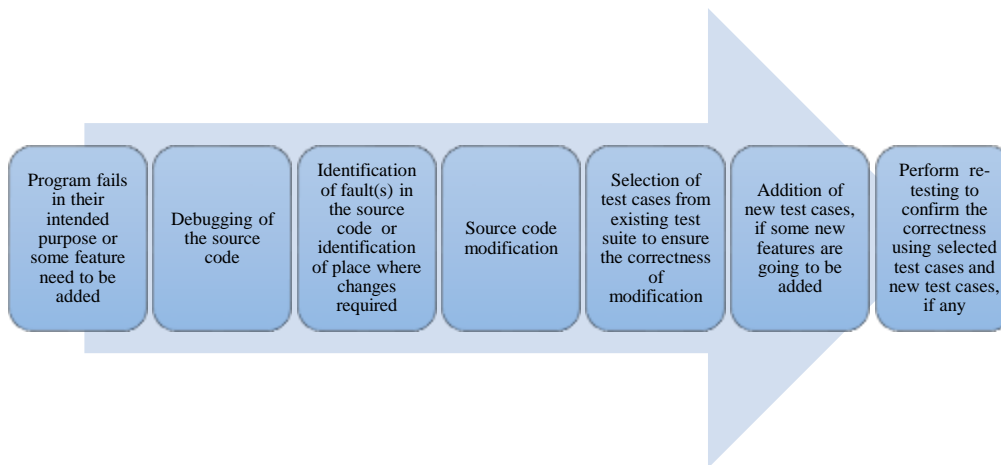 Program fails
in their
intended
purpose or
some feature
need to be
added
Debugging of
the source
code
Identification
of fault(s) in
the source
code or
identification
of place where
changes
required
Source code
modification
Selection of
test cases from
existing test
suite to ensure
the correctness
of
modification
Addition of
new test cases,
if some new
features are
going to be
added
Perform re-
testing to
confirm the
correctness
using selected
test cases and
new test cases,
if any